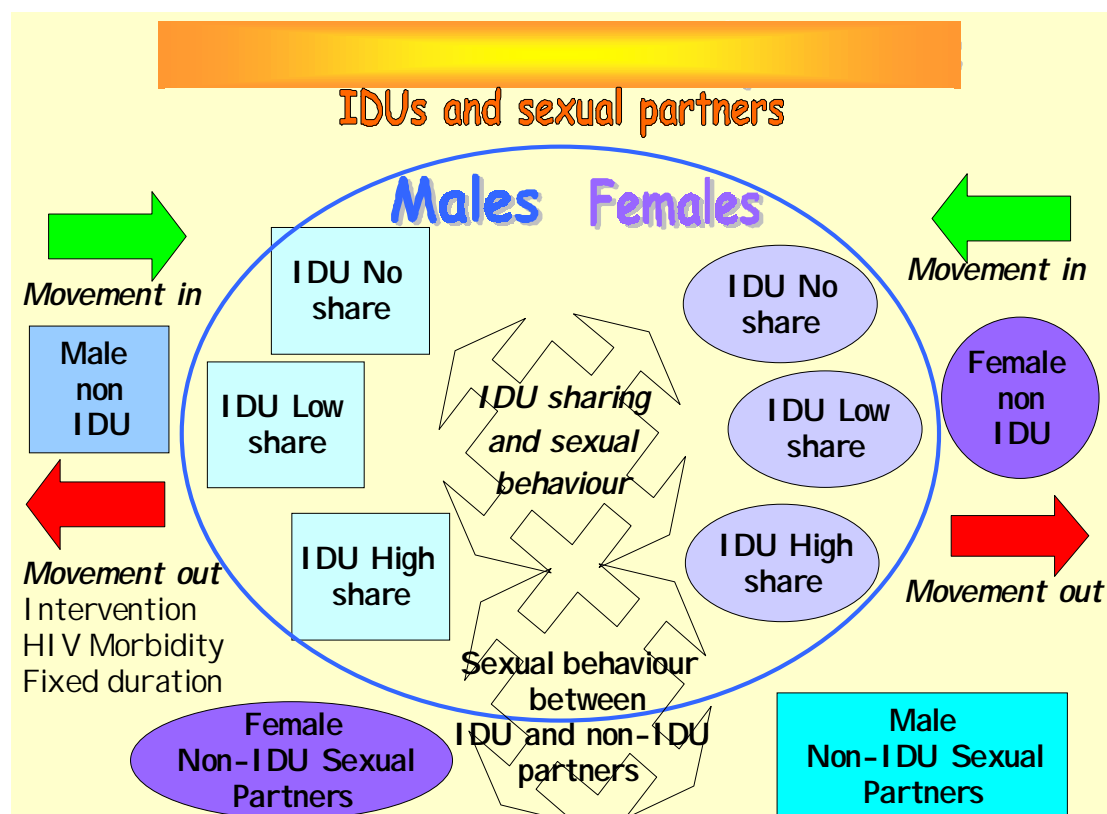 IDUs and sexual partners
Males Females
Movement in
Movement in
IDU No
share
IDU No
share
Male
non
IDU
IDU Low
share
IDU sharing
and sexual
behaviour
IDU Low
share
Female
non
IDU
IDU High
share
IDU High
share
Movement out
Intervention
HIV Morbidity
Fixed duration
Movement out
Sexual behaviour
between
IDU and non-IDU
partners
Female
Non-IDU Sexual
Partners
Male
Non-IDU Sexual
Partners